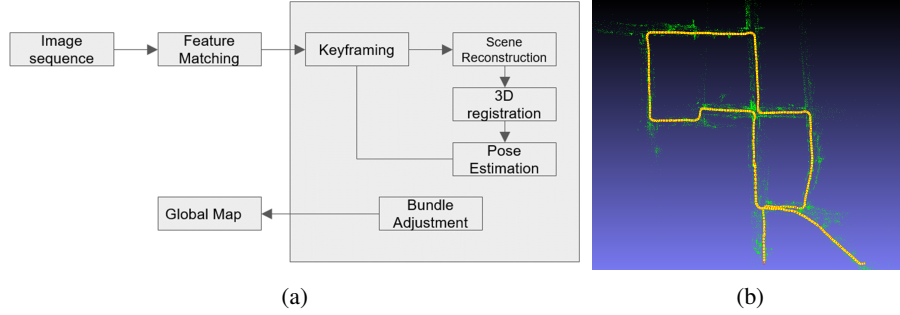 Image
sequence
Feature
Matching
Keyframing
Scene
Reconstruction
3D
registration
Pose
Estimation
Global Map
Bundle
Adjustment
(a)
(b)